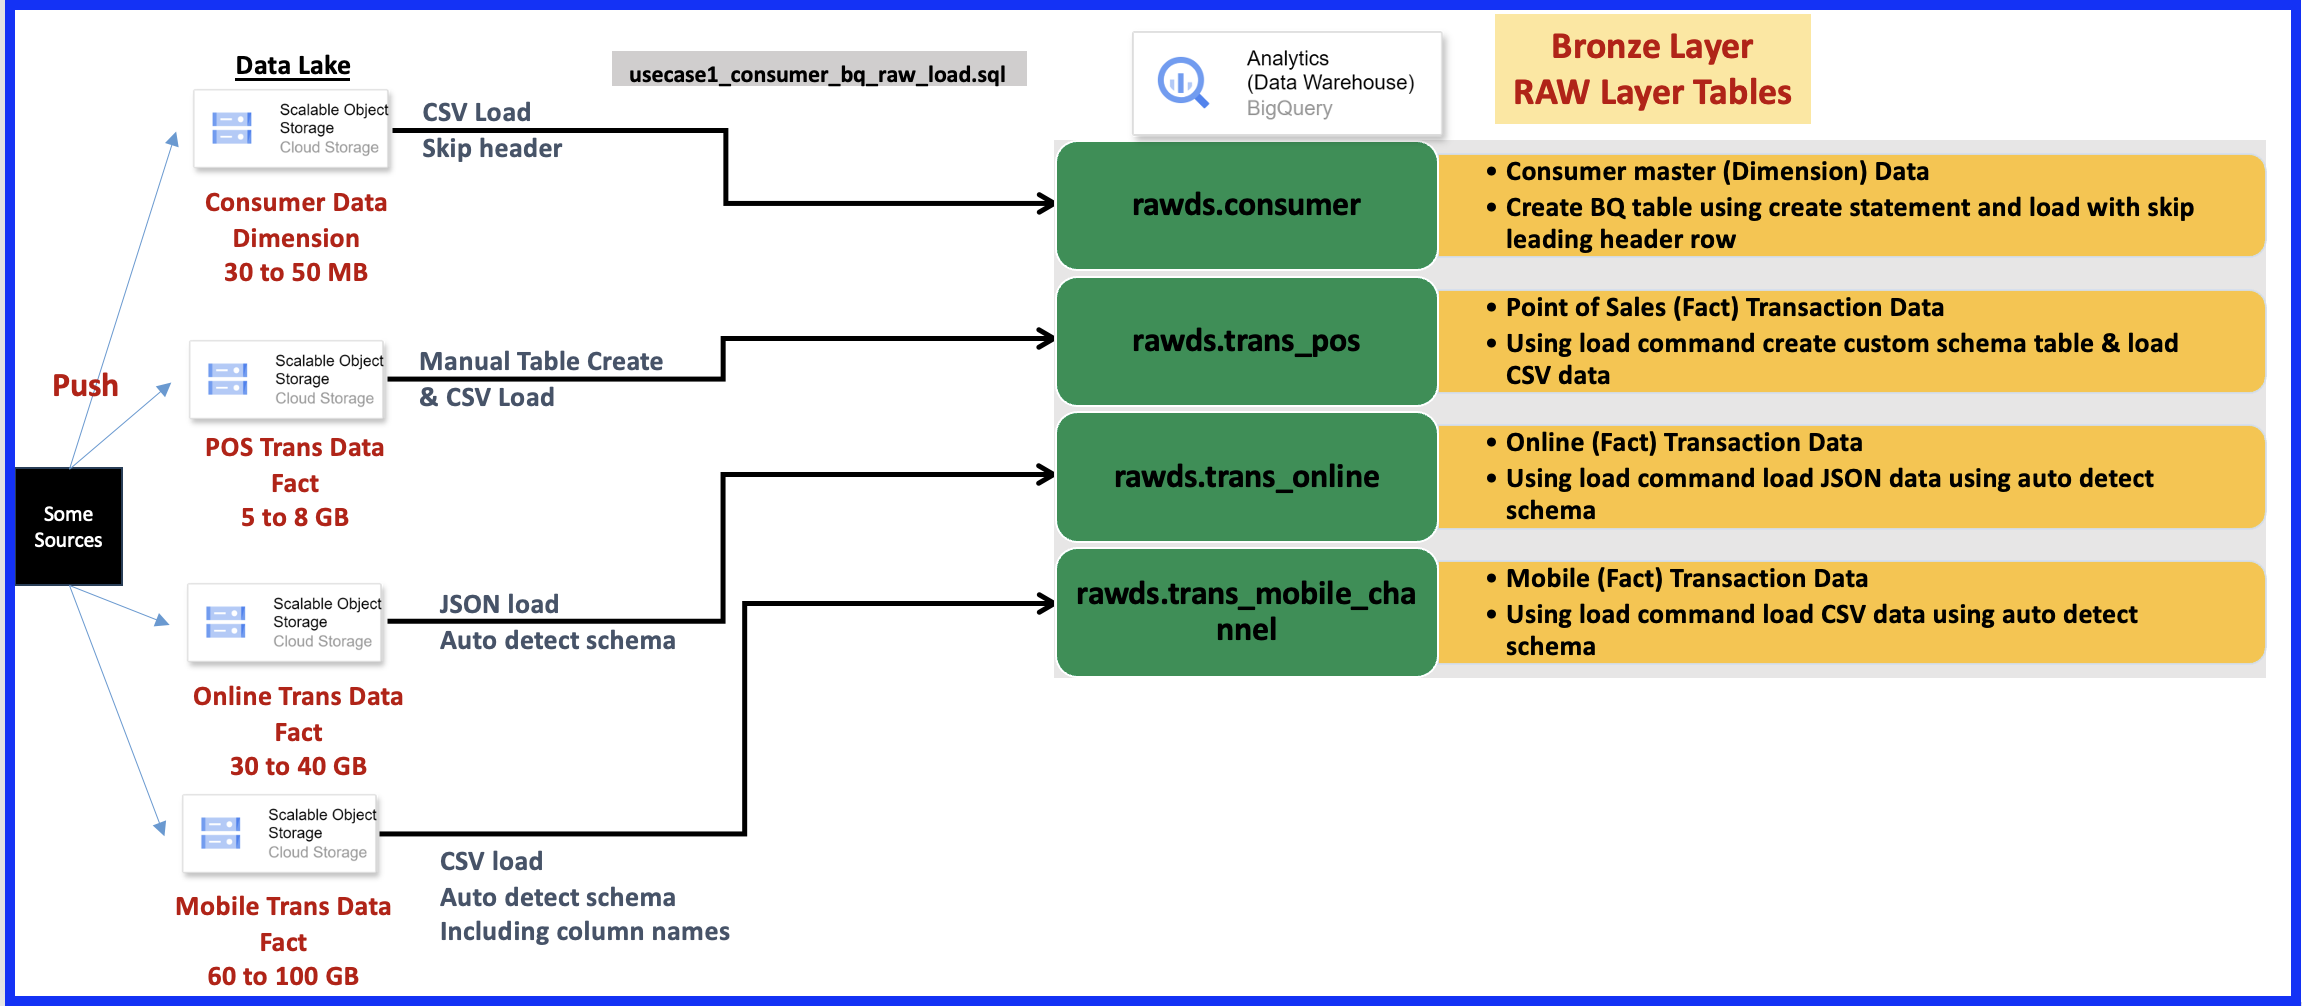 Data Lake
usecase1_consumer_bq_raw_load.sql
Analytics
(Data Warehouse)
BigQuery
Bronze Layer
RAW Layer Tables
Scalable Object
Storage
Cloud Storage
CSV Load
Skip header
Consumer Data
Dimension
30 to 50 MB
rawds.consumer
• Consumer master (Dimension) Data
• Create BQ table using create statement and load with skip
leading header row
Push
Scalable Object
Storage
Cloud Storage
Manual Table Create
& CSV Load
POS Trans Data
Fact
5 to 8 GB
rawds.trans_pos
• Point of Sales (Fact) Transaction Data
• Using load command create custom schema table & load
CSV data
Some
Sources
Scalable Object
Storage
Cloud Storage
JSON load
Auto detect schema
Online Trans Data
Fact
30 to 40 GB
rawds.trans_online
• Online (Fact) Transaction Data
• Using load command load JSON data using auto detect
schema
Scalable Object
Storage
Cloud Storage
CSV load
Auto detect schema
Including column names
Mobile Trans Data
Fact
60 to 100 GB
rawds.trans_mobile_cha
nnel
• Mobile (Fact) Transaction Data
• Using load command load CSV data using auto detect
schema